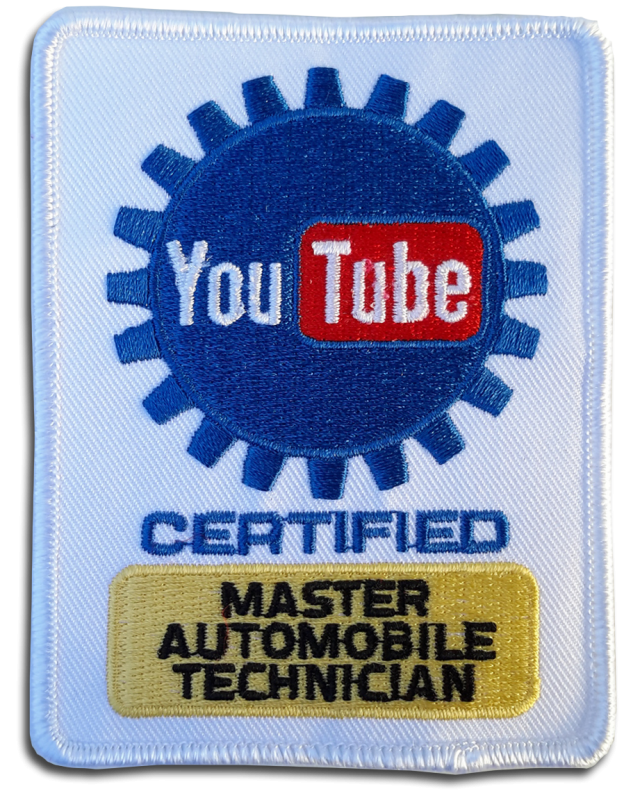 YouTube
CERTIFIED
MASTER
AUTOMOBILE
TECHNICIAN